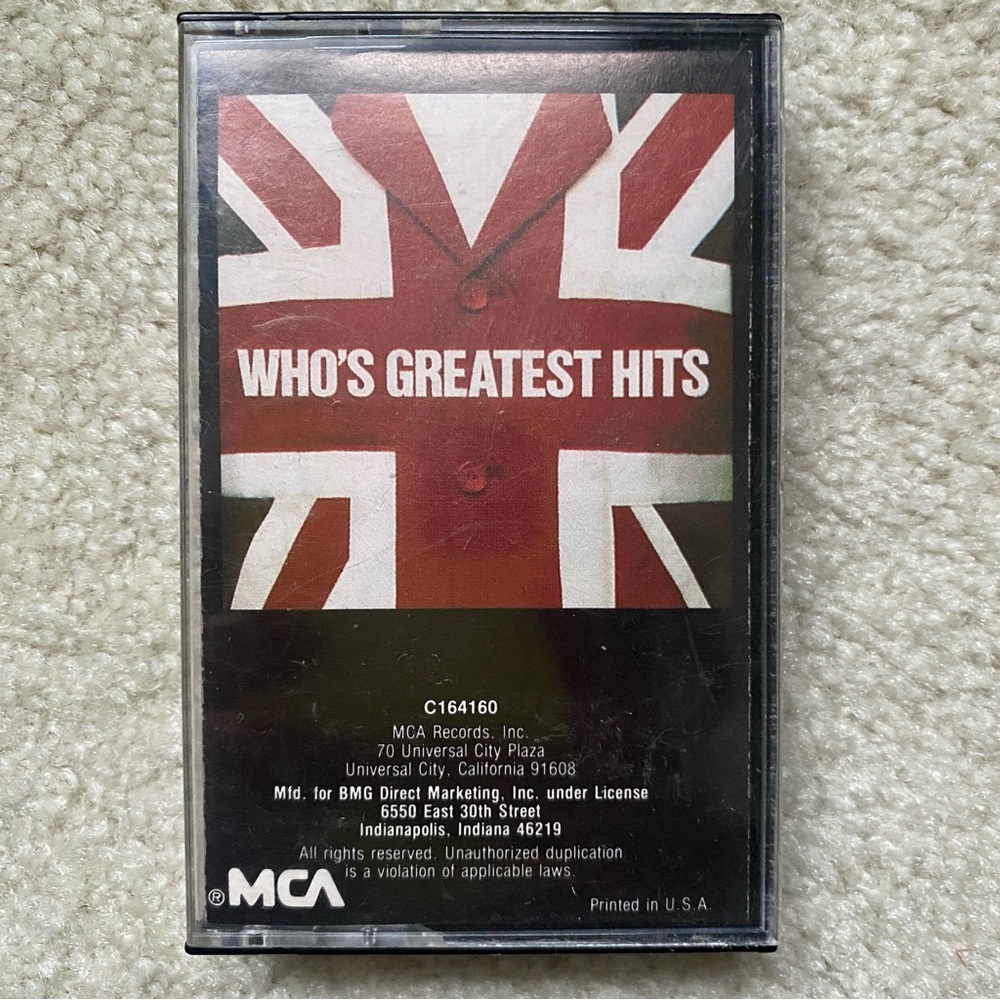 WHO'S GREATEST HITS
C164160
MCA Records, Inc.
70 Universal City Plaza
Universal City, California 91608
Mfd. for BMG Direct Marketing, Inc. under License
6550 East 30th Street
Indianapolis, Indiana 46219
All rights reserved. Unauthorized duplication
is a violation of applicable laws.
®MCA
Printed in U.S.A.